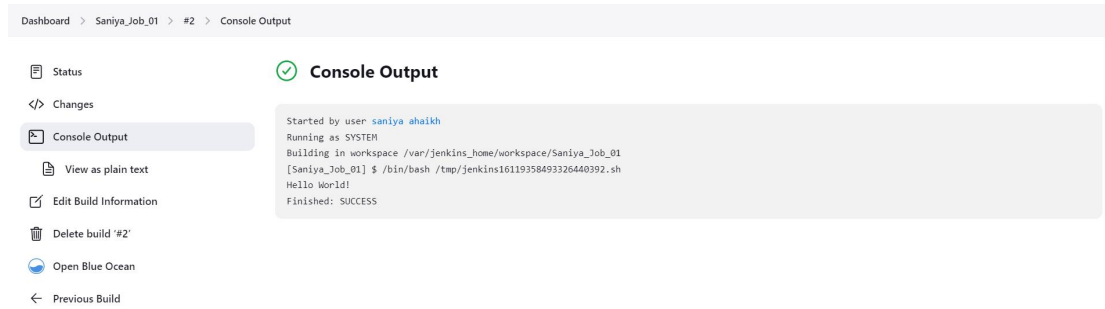 Dashboard > Saniya_Job_01 > #2 > Console Output
Status
</> Changes
Console Output
View as plain text
Edit Build Information
Delete build ‘#2’
Open Blue Ocean
Previous Build
Console Output
Started by user saniya ahaikh
Running as SYSTEM
Building in workspace /var/jenkins_home/workspace/Saniya_Job_01
[Saniya_Job_01] $ /bin/bash /tmp/jenkins16119358493326440392.sh
Hello World!
Finished: SUCCESS